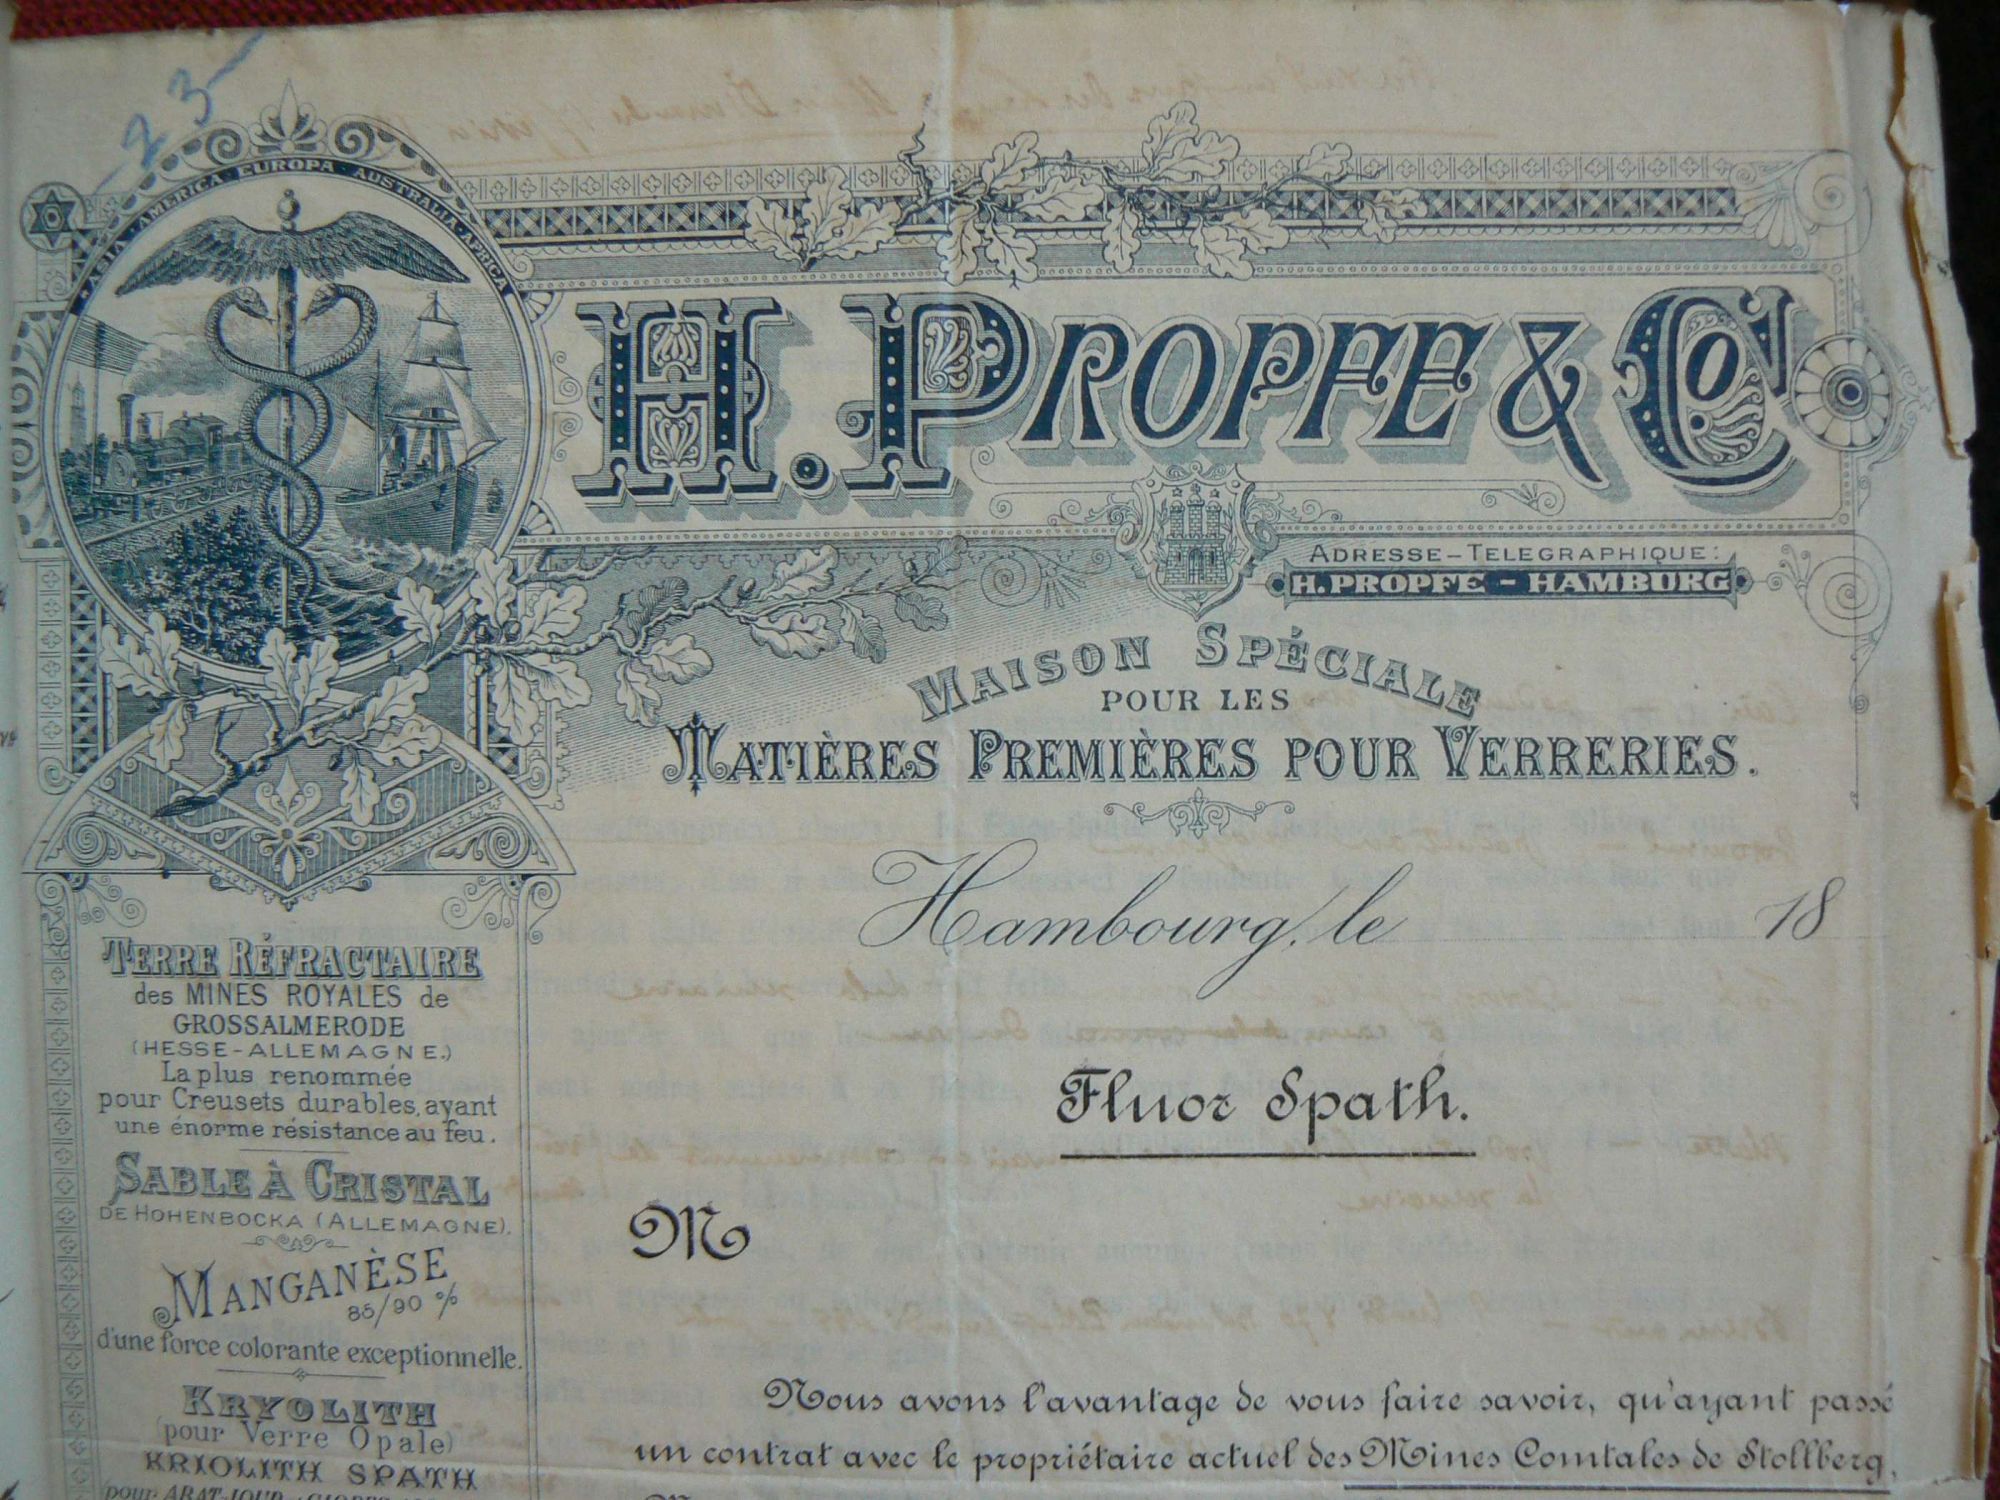 23-
ASIA · AMERICA · EUROPA · AUSTRALIA · AFRICA
H. PROPFE & Co
ADRESSE-TELEGRAPHIQUE:
H. PROPFE - HAMBURG
MAISON SPÉCIALE
POUR LES
MATIÈRES PREMIÈRES POUR VERRERIES.
Hambourg, le 18
Fluor Spath.
M
Nous avons l'avantage de vous faire savoir, qu'ayant passé
un contrat avec le propriétaire actuel des Mines Comtales de Stollberg,
TERRE RÉFRACTAIRE
des MINES ROYALES de
GROSSALMERODE
(HESSE-ALLEMAGNE.)
La plus renommée
pour Creusets durables, ayant
une énorme résistance au feu.
SABLE À CRISTAL
DE HOHENBOCKA (ALLEMAGNE).
MANGANÈSE
85/90 %
d'une force colorante exceptionnelle.
KRYOLITH
(pour Verre Opale)
KRIOLITH SPATH
pour ABAT-JOUR